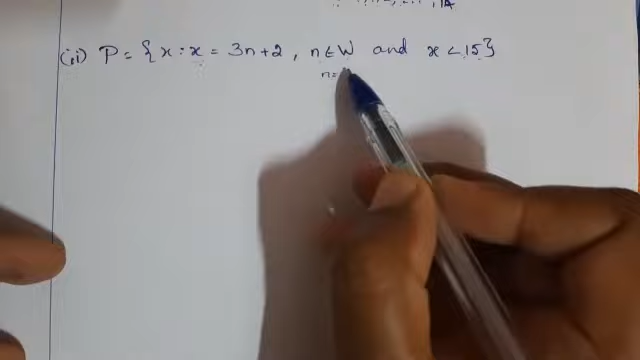 (ii) P = { x : x = 3n+2, n ∈ W and x < 15}
n=